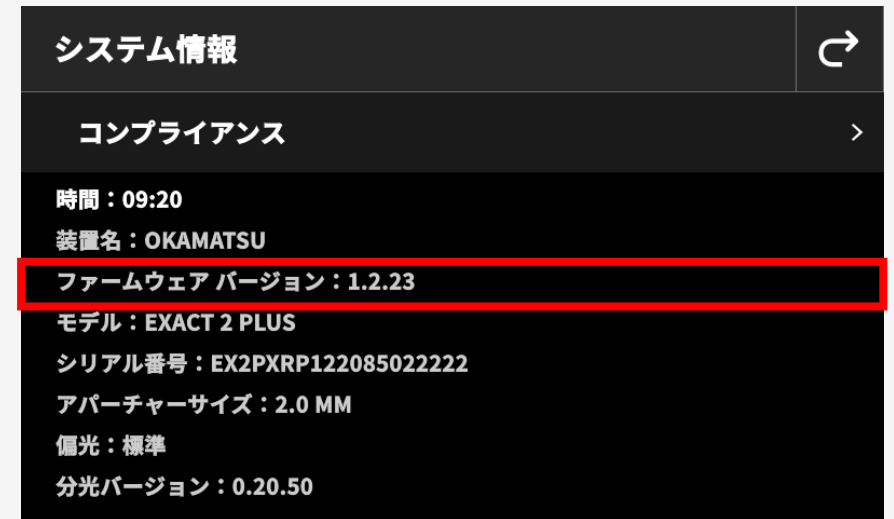 システム情報
コンプライアンス
時間：09:20
装置名：OKAMATSU
ファームウェア バージョン：1.2.23
モデル：EXACT 2 PLUS
シリアル番号：EX2PXRP122085022222
アパーチャーサイズ：2.0 MM
偏光：標準
分光バージョン：0.20.50